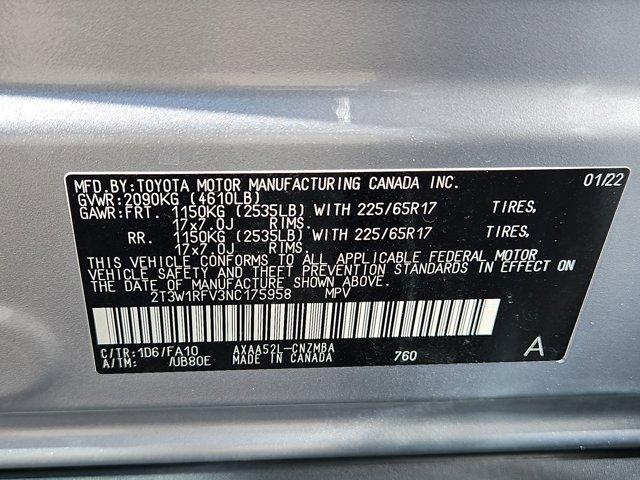 MFD.BY:TOYOTA MOTOR MANUFACTURING CANADA INC. 01/22
GVWR:2090KG (4610LB)
GAWR:FRT. 1150KG (2535LB) WITH 225/65R17 TIRES,
17x7.0J RIMS.
RR. 1150KG (2535LB) WITH 225/65R17 TIRES,
17x7.0J RIMS.
THIS VEHICLE CONFORMS TO ALL APPLICABLE FEDERAL MOTOR
VEHICLE SAFETY AND THEFT PREVENTION STANDARDS IN EFFECT ON
THE DATE OF MANUFACTURE SHOWN ABOVE.
2T3W1RFV3NC175958 MPV
C/TR:1D6/FA10 AXAA52L-CNZMBA
A/TM: /UB80E MADE IN CANADA 760 A